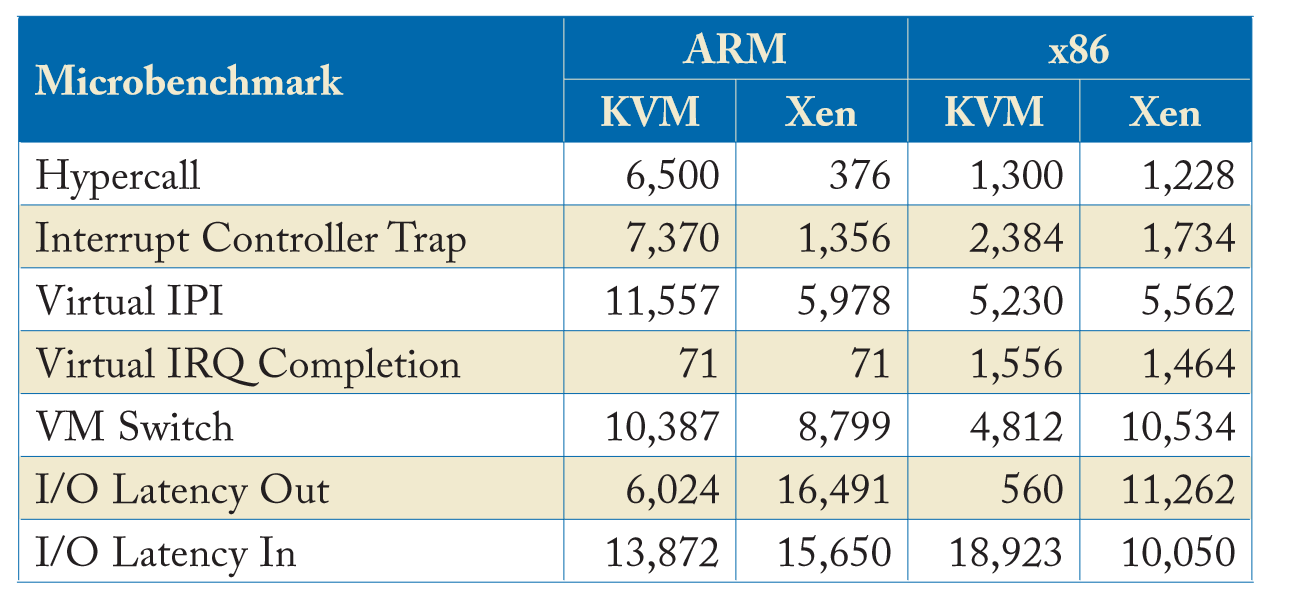 Microbenchmark ARM x86
KVM Xen KVM Xen
Hypercall 6,500 376 1,300 1,228
Interrupt Controller Trap 7,370 1,356 2,384 1,734
Virtual IPI 11,557 5,978 5,230 5,562
Virtual IRQ Completion 71 71 1,556 1,464
VM Switch 10,387 8,799 4,812 10,534
I/O Latency Out 6,024 16,491 560 11,262
I/O Latency In 13,872 15,650 18,923 10,050